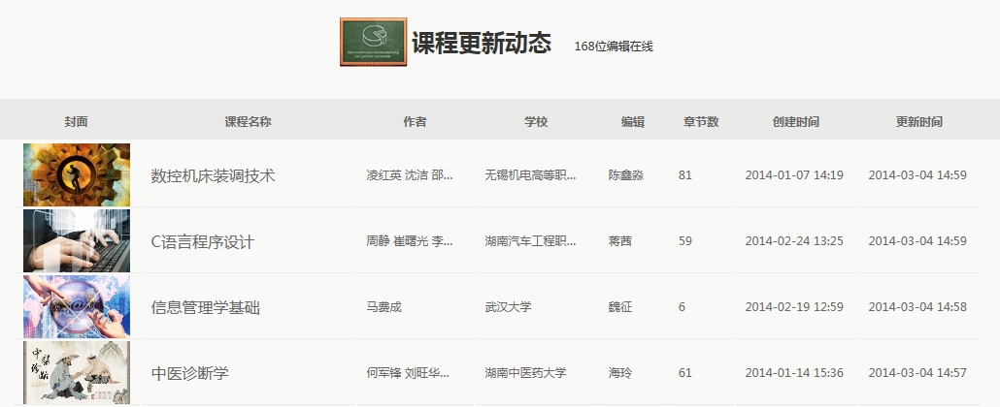 课程更新动态 168位编辑在线
封面 课程名称 作者 学校 编辑 章节数 创建时间 更新时间
数控机床装调技术 凌红英 沈洁 邵... 无锡机电高等职... 陈鑫淼 81 2014-01-07 14:19 2014-03-04 14:59
C语言程序设计 周静 崔曙光 李... 湖南汽车工程职... 蒋茜 59 2014-02-24 13:25 2014-03-04 14:59
信息管理学基础 马费成 武汉大学 魏征 6 2014-02-19 12:59 2014-03-04 14:58
中医诊断学 何军锋 刘旺华... 湖南中医药大学 海玲 61 2014-01-14 15:36 2014-03-04 14:57